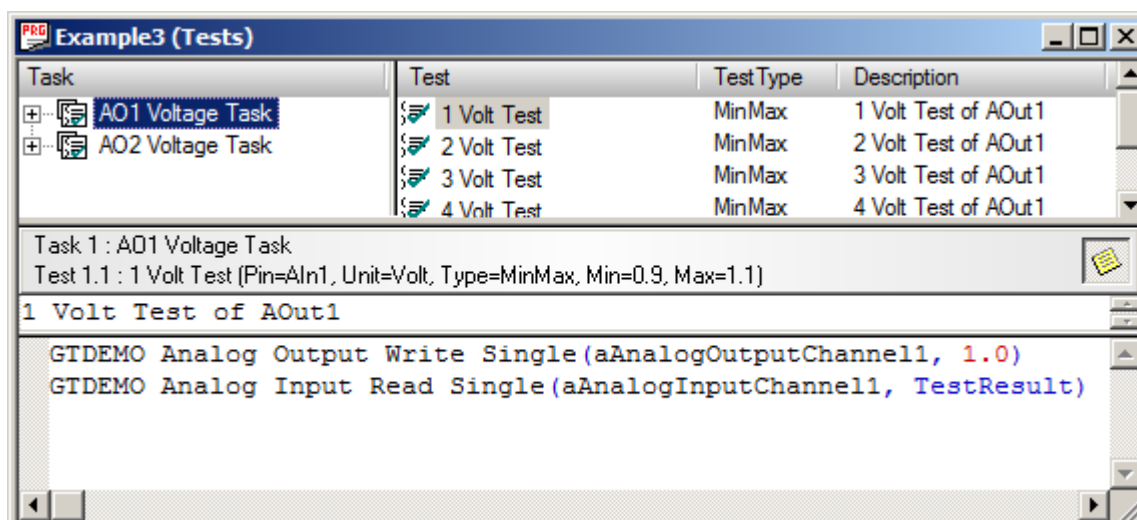 PRG Example3 (Tests)
Task Test TestType Description
AO1 Voltage Task 1 Volt Test MinMax 1 Volt Test of AOut1
AO2 Voltage Task 2 Volt Test MinMax 2 Volt Test of AOut1
3 Volt Test MinMax 3 Volt Test of AOut1
4 Volt Test MinMax 4 Volt Test of AOut1
Task 1 : AO1 Voltage Task
Test 1.1 : 1 Volt Test (Pin=AIn1, Unit=Volt, Type=MinMax, Min=0.9, Max=1.1)
1 Volt Test of AOut1
GTDEMO Analog Output Write Single(aAnalogOutputChannel1, 1.0)
GTDEMO Analog Input Read Single(aAnalogInputChannel1, TestResult)